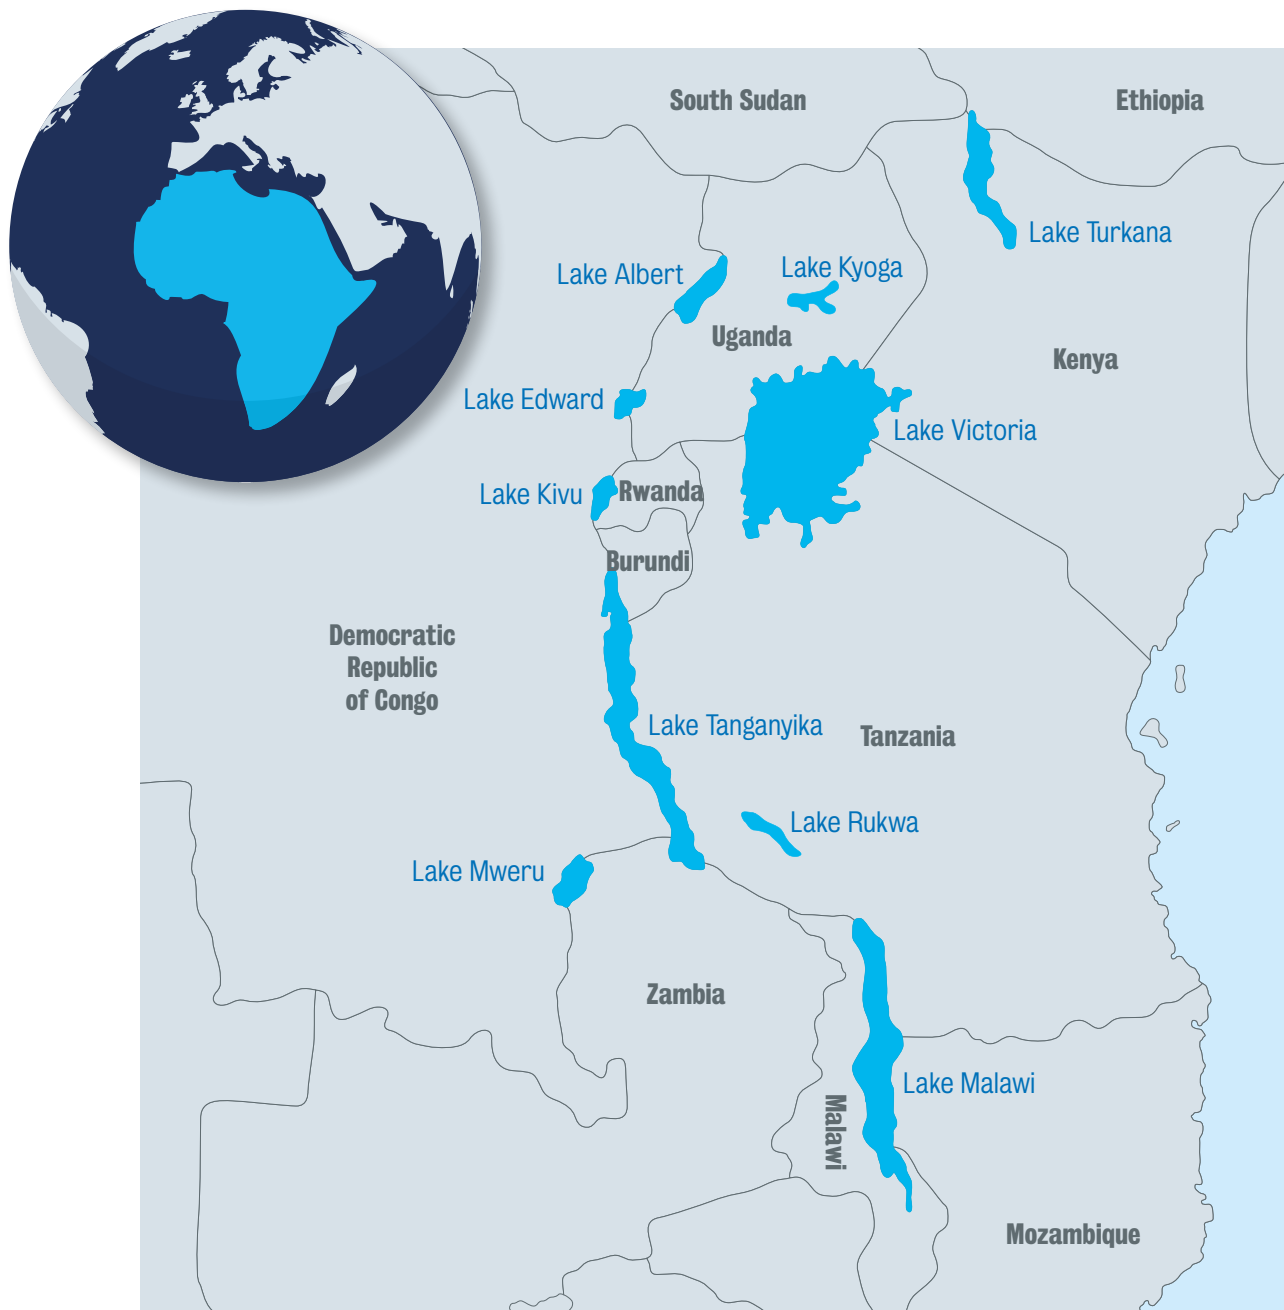 South Sudan
Ethiopia
Lake Turkana
Lake Albert
Lake Kyoga
Uganda
Kenya
Lake Edward
Lake Victoria
Lake Kivu
Rwanda
Burundi
Democratic
Republic
of Congo
Lake Tanganyika
Tanzania
Lake Rukwa
Lake Mweru
Zambia
Lake Malawi
Malawi
Mozambique